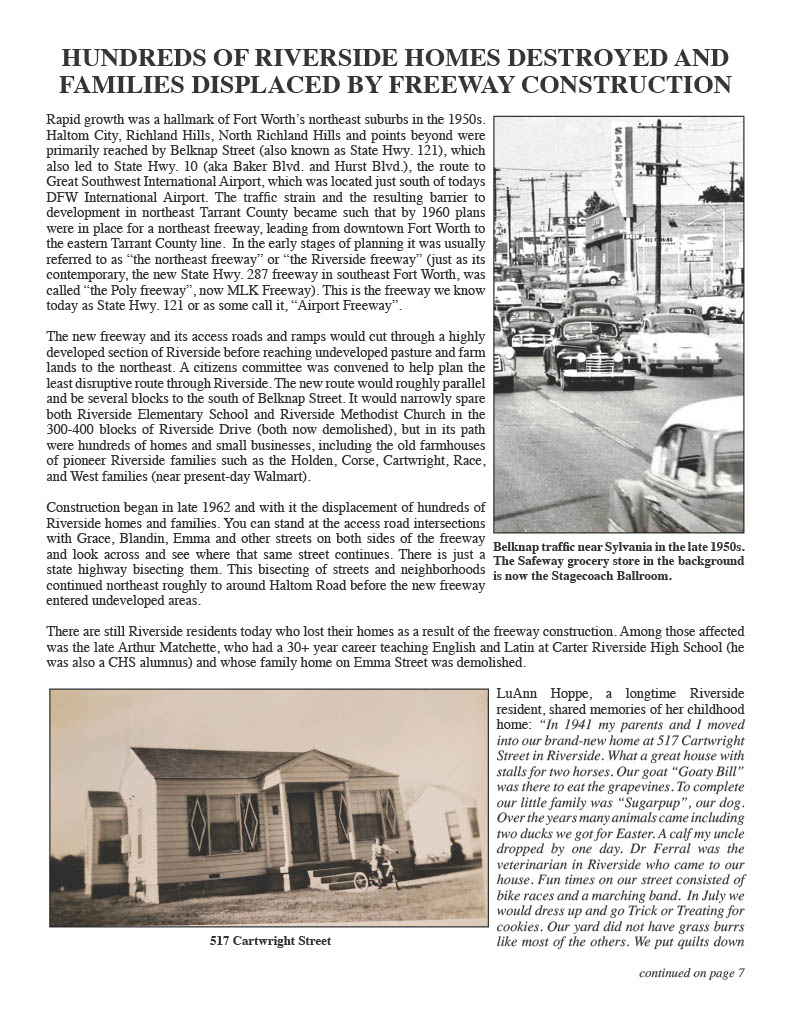 HUNDREDS OF RIVERSIDE HOMES DESTROYED AND
FAMILIES DISPLACED BY FREEWAY CONSTRUCTION
Rapid growth was a hallmark of Fort Worth's northeast suburbs in the 1950s.
Haltom City, Richland Hills, North Richland Hills and points beyond were
primarily reached by Belknap Street (also known as State Hwy. 121), which
also led to State Hwy. 10 (aka Baker Blvd. and Hurst Blvd.), the route to
Great Southwest International Airport, which was located just south of todays
DFW International Airport. The traffic strain and the resulting barrier to
development in northeast Tarrant County became such that by 1960 plans
were in place for a northeast freeway, leading from downtown Fort Worth to
the eastern Tarrant County line. In the early stages of planning it was usually
referred to as “the northeast freeway” or “the Riverside freeway” (just as its
contemporary, the new State Hwy. 287 freeway in southeast Fort Worth, was
called “the Poly freeway”, now MLK Freeway). This is the freeway we know
today as State Hwy. 121 or as some call it, “Airport Freeway”.
The new freeway and its access roads and ramps would cut through a highly
developed section of Riverside before reaching undeveloped pasture and farm
lands to the northeast. A citizens committee was convened to help plan the
least disruptive route through Riverside. The new route would roughly parallel
and be several blocks to the south of Belknap Street. It would narrowly spare
both Riverside Elementary School and Riverside Methodist Church in the
300-400 blocks of Riverside Drive (both now demolished), but in its path
were hundreds of homes and small businesses, including the old farmhouses
of pioneer Riverside families such as the Holden, Corse, Cartwright, Race,
and West families (near present-day Walmart).
Construction began in late 1962 and with it the displacement of hundreds of
Riverside homes and families. You can stand at the access road intersections
with Grace, Blandin, Emma and other streets on both sides of the freeway
and look across and see where that same street continues. There is just a
state highway bisecting them. This bisecting of streets and neighborhoods
continued northeast roughly to around Haltom Road before the new freeway
entered undeveloped areas.
SAFEWAY
Belknap traffic near Sylvania in the late 1950s.
The Safeway grocery store in the background
is now the Stagecoach Ballroom.
There are still Riverside residents today who lost their homes as a result of the freeway construction. Among those affected
was the late Arthur Matchette, who had a 30+ year career teaching English and Latin at Carter Riverside High School (he
was also a CHS alumnus) and whose family home on Emma Street was demolished.
517 Cartwright Street
LuAnn Hoppe, a longtime Riverside
resident, shared memories of her childhood
home: “In 1941 my parents and I moved
into our brand-new home at 517 Cartwright
Street in Riverside. What a great house with
stalls for two horses. Our goat “Goaty Bill”
was there to eat the grapevines. To complete
our little family was “Sugarpup”, our dog.
Over the years many animals came including
two ducks we got for Easter. A calf my uncle
dropped by one day. Dr Ferral was the
veterinarian in Riverside who came to our
house. Fun times on our street consisted of
bike races and a marching band. In July we
would dress up and go Trick or Treating for
cookies. Our yard did not have grass burrs
like most of the others. We put quilts down
continued on page 7